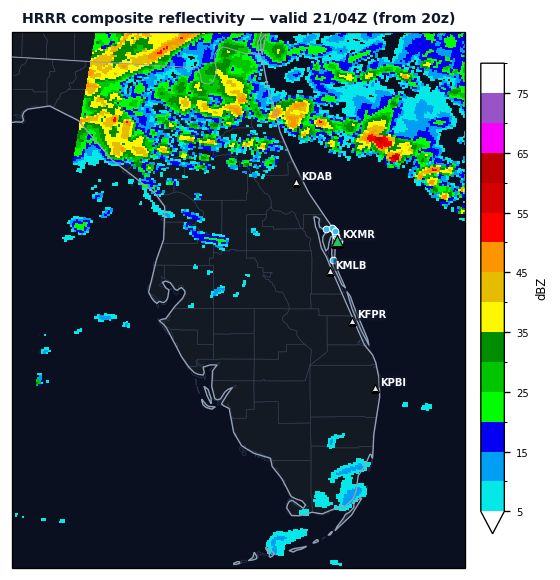 HRRR composite reflectivity — valid 21/04Z (from 20z)
KDAB
KXMR
KMLB
KFPR
KPBI
75
65
55
45
35
25
15
5
dBZ